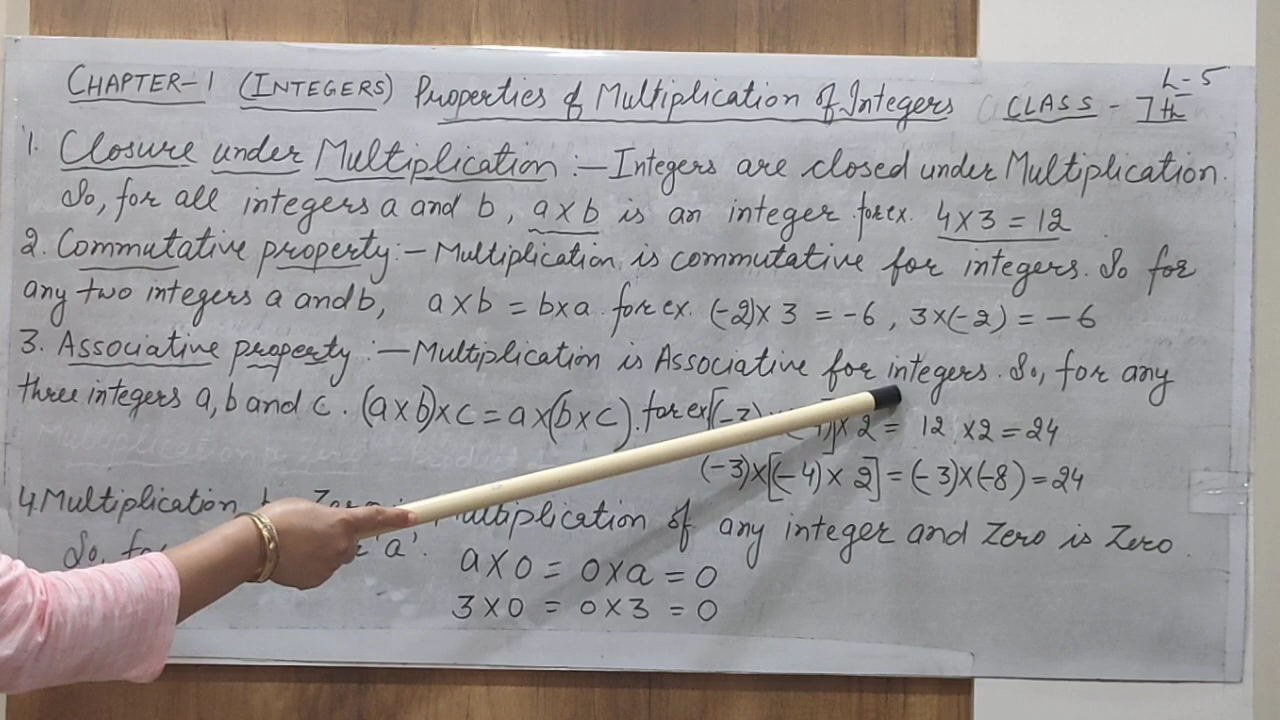 CHAPTER-1 (INTEGERS) Properties of Multiplication of Integers CLASS - 7th L-5
1. Closure under Multiplication :- Integers are closed under Multiplication.
So, for all integers a and b, a×b is an integer for ex. 4×3=12
2. Commutative property:- Multiplication is commutative for integers. So for
any two integers a and b, a×b = b×a. for ex. (-2)×3 = -6, 3×(-2) = -6
3. Associative property :- Multiplication is Associative for integers. So, for any
three integers a, b and c. (a×b)×c = a×(b×c). for ex ]×2 = 12 ×2 = 24
(-3)×[(-4)×2] = (-3)×(-8) = 24
4. Multiplication Multiplication of any integer and Zero is Zero.
So, 'a'.
a×0 = 0×a = 0
3×0 = 0×3 = 0